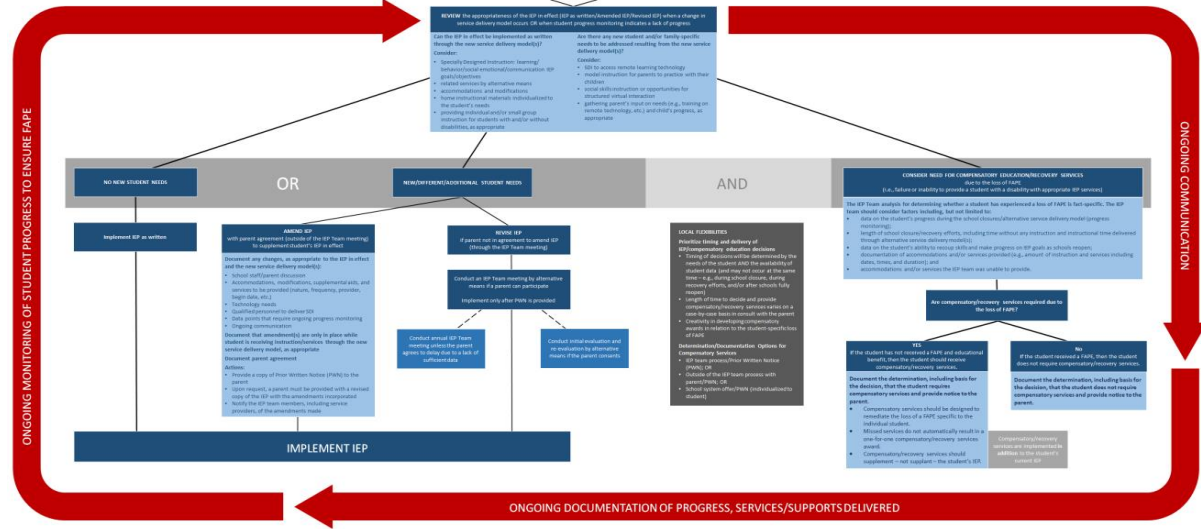 REVIEW the appropriateness of the IEP in effect (IEP as written/Amended IEP/Revised IEP) when a change in
service delivery model occurs OR when student progress monitoring indicates a lack of progress
Can the IEP in effect be implemented as written
through the new service delivery model(s)?
Consider:
• Specially Designed Instruction: learning/
behavior/social emotional/communication IEP
goals/objectives
• related services by alternative means
• accommodations and modifications
• home instructional materials individualized to
the student's needs
• providing individual and/or small group
instruction for students with and/or without
disabilities, as appropriate
Are there any new student and/or family-specific
needs to be addressed resulting from the new service
delivery model(s)?
Consider:
• SDI to access remote learning technology
• model instruction for parents to practice with their
children
• social skills instruction or opportunities for
structured virtual interaction
• gathering parent's input on needs (e.g., training on
remote technology, etc.) and child's progress, as
appropriate
ONGOING MONITORING OF STUDENT PROGRESS TO ENSURE FAPE
ONGOING COMMUNICATION
NO NEW STUDENT NEEDS
OR
NEW/DIFFERENT/ADDITIONAL STUDENT NEEDS
AND
CONSIDER NEED FOR COMPENSATORY EDUCATION/RECOVERY SERVICES
due to the loss of FAPE
(i.e., failure or inability to provide a student with a disability with appropriate IEP services)
The IEP Team analysis for determining whether a student has experienced a loss of FAPE is fact-specific. The IEP
team should consider factors including, but not limited to:
• data on the student's progress during the school closures/alternative service delivery model (progress
monitoring);
• length of school closure/recovery efforts, including time without any instruction and instructional time delivered
through alternative service delivery model(s);
• data on the student's ability to recoup skills and make progress on IEP goals as schools reopen;
• documentation of accommodations and/or services provided (e.g., amount of instruction and services including
dates, times, and duration); and
• accommodations and/or services the IEP team was unable to provide.
Implement IEP as written
AMEND IEP
with parent agreement (outside of the IEP Team meeting)
to supplement student's IEP in effect
Document any changes, as appropriate to the IEP in effect
and the new service delivery model(s):
• School staff/parent discussion
• Accommodations, modifications, supplemental aids, and
services to be provided (nature, frequency, provider,
begin date, etc.)
• Technology needs
• Qualified personnel to deliver SDI
• Data points that require ongoing progress monitoring
• Ongoing communication
Document that amendment(s) are only in place while
student is receiving instruction/services through the new
service delivery model, as appropriate
Document parent agreement
Actions:
• Provide a copy of Prior Written Notice (PWN) to the
parent
• Upon request, a parent must be provided with a revised
copy of the IEP with the amendments incorporated
• Notify the IEP team members, including service
providers, of the amendments made
REVISE IEP
if parent not in agreement to amend IEP
(through the IEP Team meeting)
Conduct an IEP Team meeting by alternative
means if a parent can participate
Implement only after PWN is provided
Conduct annual IEP Team
meeting unless the parent
agrees to delay due to a lack of
sufficient data
Conduct initial evaluation and
re-evaluation by alternative
means if the parent consents
LOCAL FLEXIBILITIES
Prioritize timing and delivery of
IEP/compensatory education decisions
• Timing of decisions will be determined by the
needs of the student AND the availability of
student data (and may not occur at the same
time – e.g., during school closure, during
recovery efforts, and/or after schools fully
reopen)
• Length of time to decide and provide
compensatory/recovery services varies on a
case-by-case basis in consult with the parent
• Creativity in developing compensatory
awards in relation to the student-specific loss
of FAPE
Determination/Documentation Options for
Compensatory Services
• IEP team process/Prior Written Notice
(PWN); OR
• Outside of the IEP team process with
parent/PWN; OR
• School system offer/PWN (individualized to
student)
Are compensatory/recovery services required due to
the loss of FAPE?
YES
If the student has not received a FAPE and educational
benefit, then the student should receive
compensatory/recovery services.
Document the determination, including basis for
the decision, that the student requires
compensatory services and provide notice to the
parent.
• Compensatory services should be designed to
remediate the loss of a FAPE specific to the
individual student.
• Missed services do not automatically result in a
one-for-one compensatory/recovery services
award.
• Compensatory/recovery services should
supplement – not supplant – the student's IEP.
No
If the student received a FAPE, then the student
does not require compensatory/recovery services.
Document the determination, including basis for
the decision, that the student does not require
compensatory/recovery services and provide notice to the
parent.
Compensatory/recovery
services are implemented in
addition to the student's
current IEP
IMPLEMENT IEP
ONGOING DOCUMENTATION OF PROGRESS, SERVICES/SUPPORTS DELIVERED